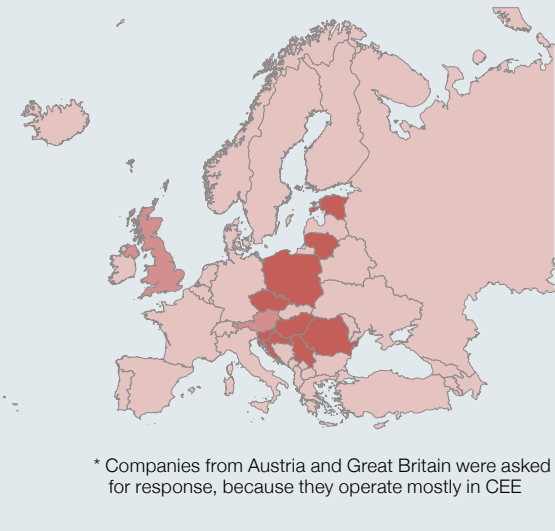 * Companies from Austria and Great Britain were asked
for response, because they operate mostly in CEE